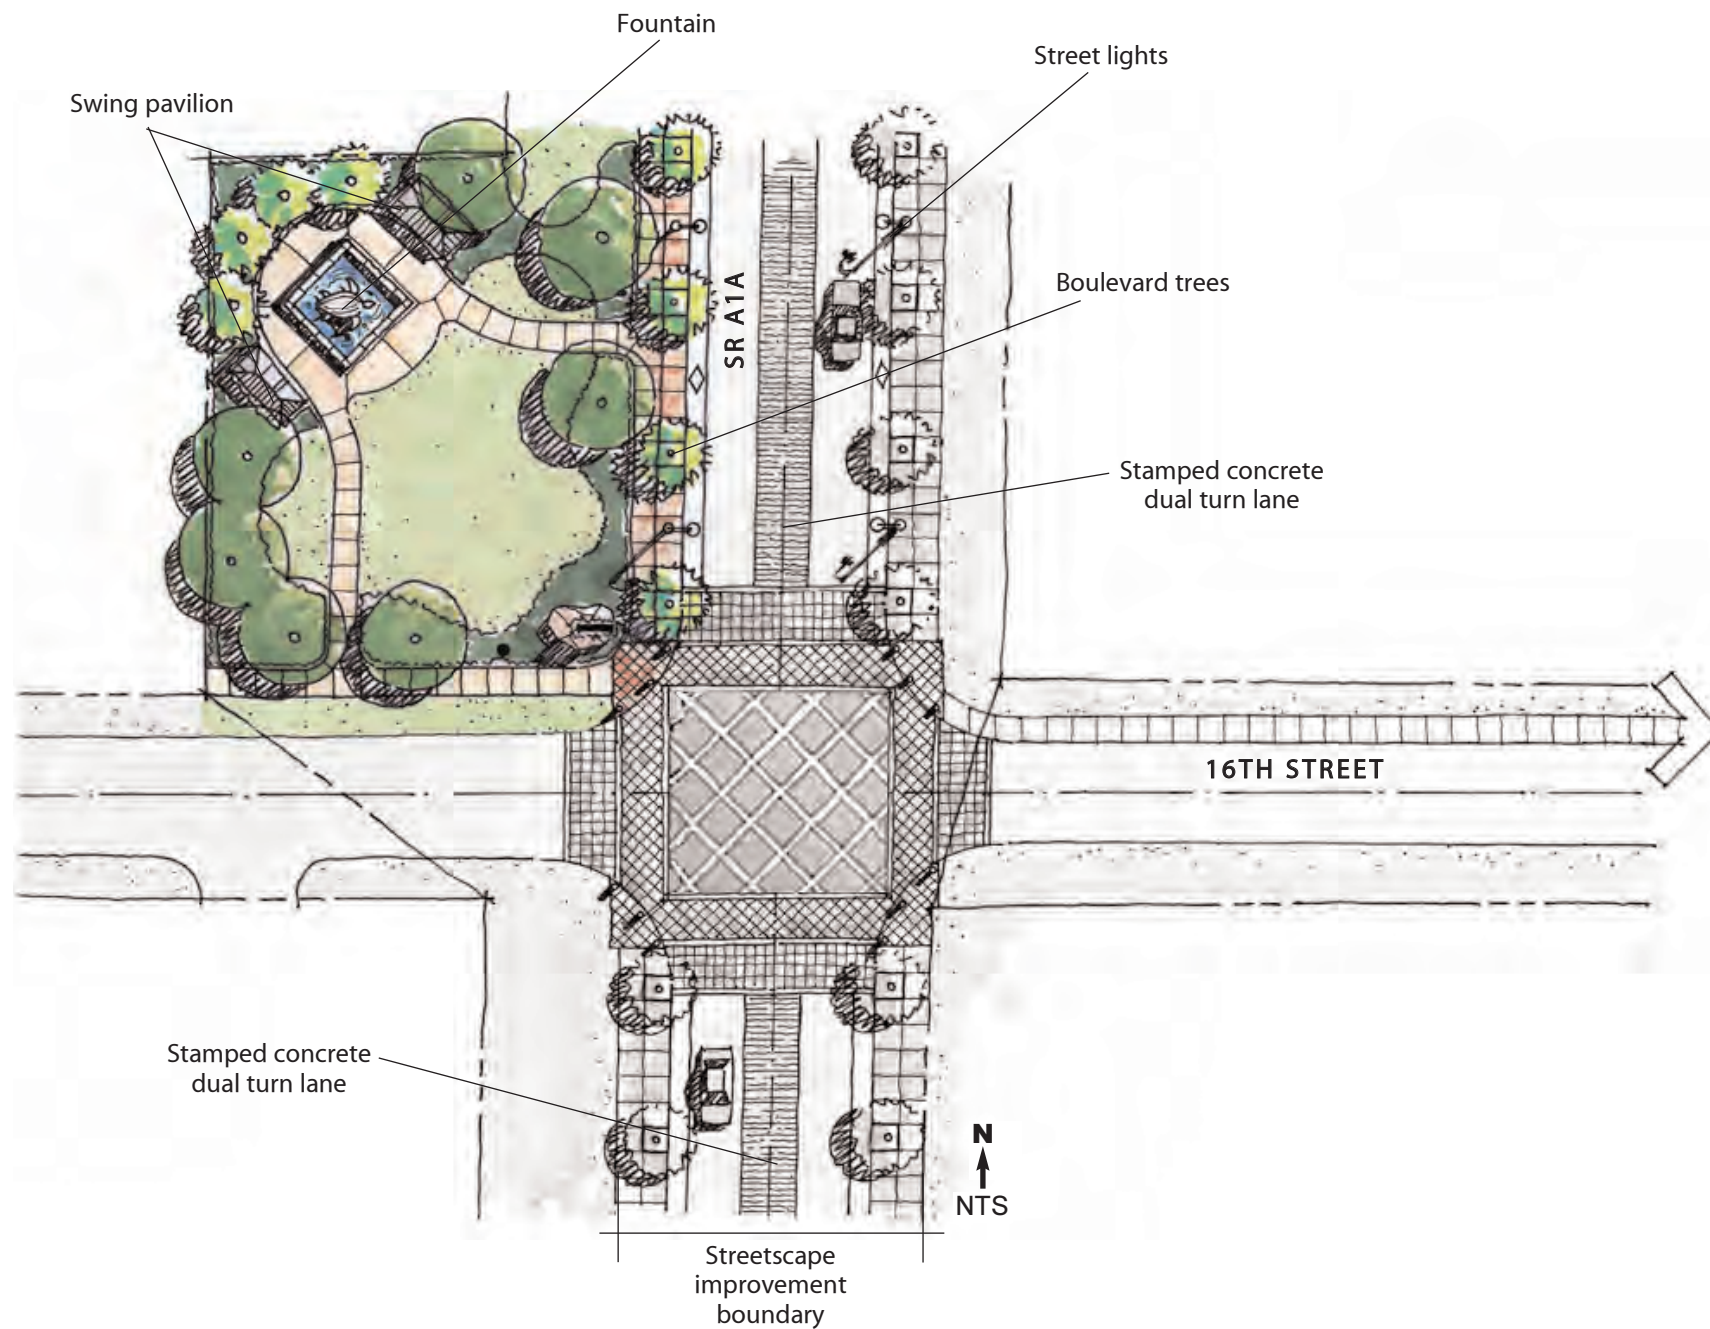 Fountain
Street lights
Swing pavilion
Boulevard trees
SR A1A
Stamped concrete
dual turn lane
16TH STREET
Stamped concrete
dual turn lane
N
NTS
Streetscape
improvement
boundary